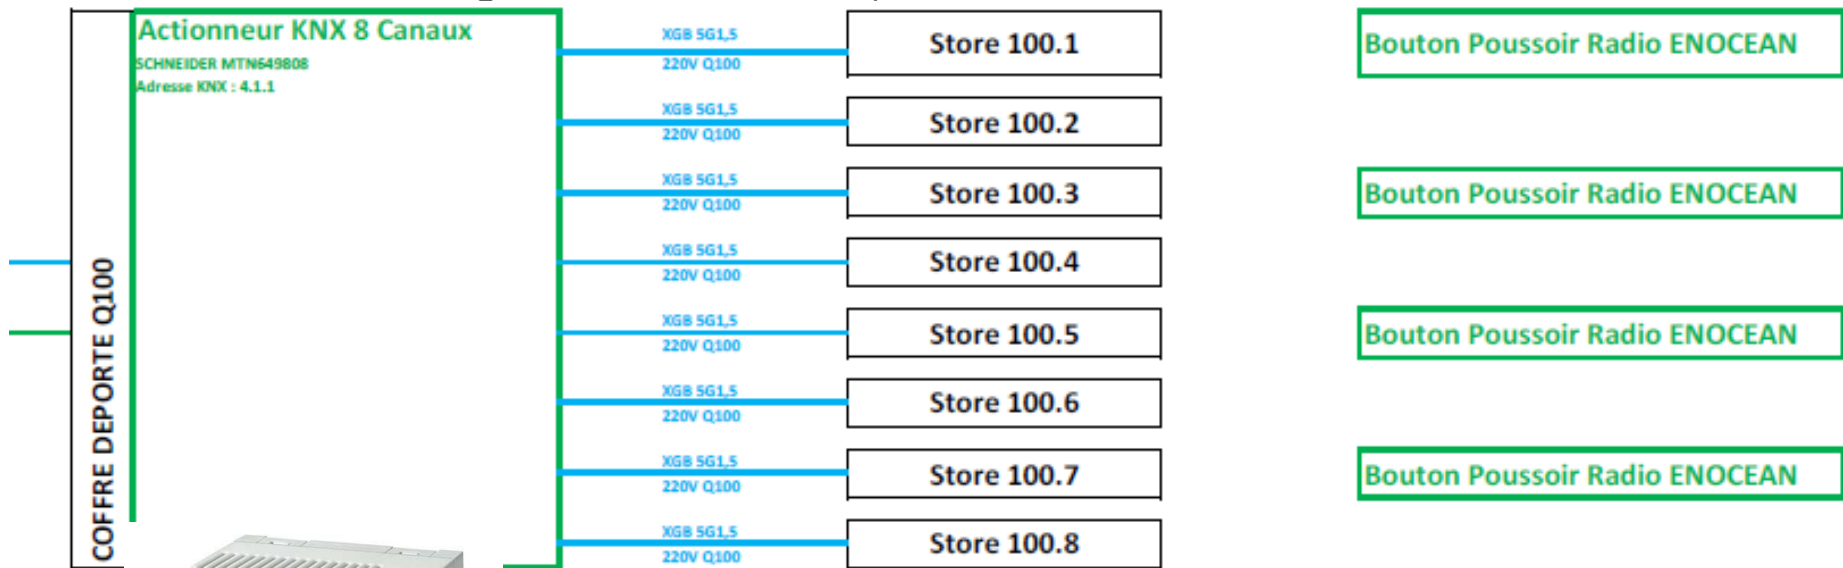 Actionneur KNX 8 Canaux
SCHNEIDER MTN649808
Adresse KNX : 4.1.1
COFFRE DEPORTE Q100
XGB 5G1,5
220V Q100
Store 100.1
Bouton Poussoir Radio ENOCEAN
XGB 5G1,5
220V Q100
Store 100.2
XGB 5G1,5
220V Q100
Store 100.3
Bouton Poussoir Radio ENOCEAN
XGB 5G1,5
220V Q100
Store 100.4
XGB 5G1,5
220V Q100
Store 100.5
Bouton Poussoir Radio ENOCEAN
XGB 5G1,5
220V Q100
Store 100.6
XGB 5G1,5
220V Q100
Store 100.7
Bouton Poussoir Radio ENOCEAN
XGB 5G1,5
220V Q100
Store 100.8